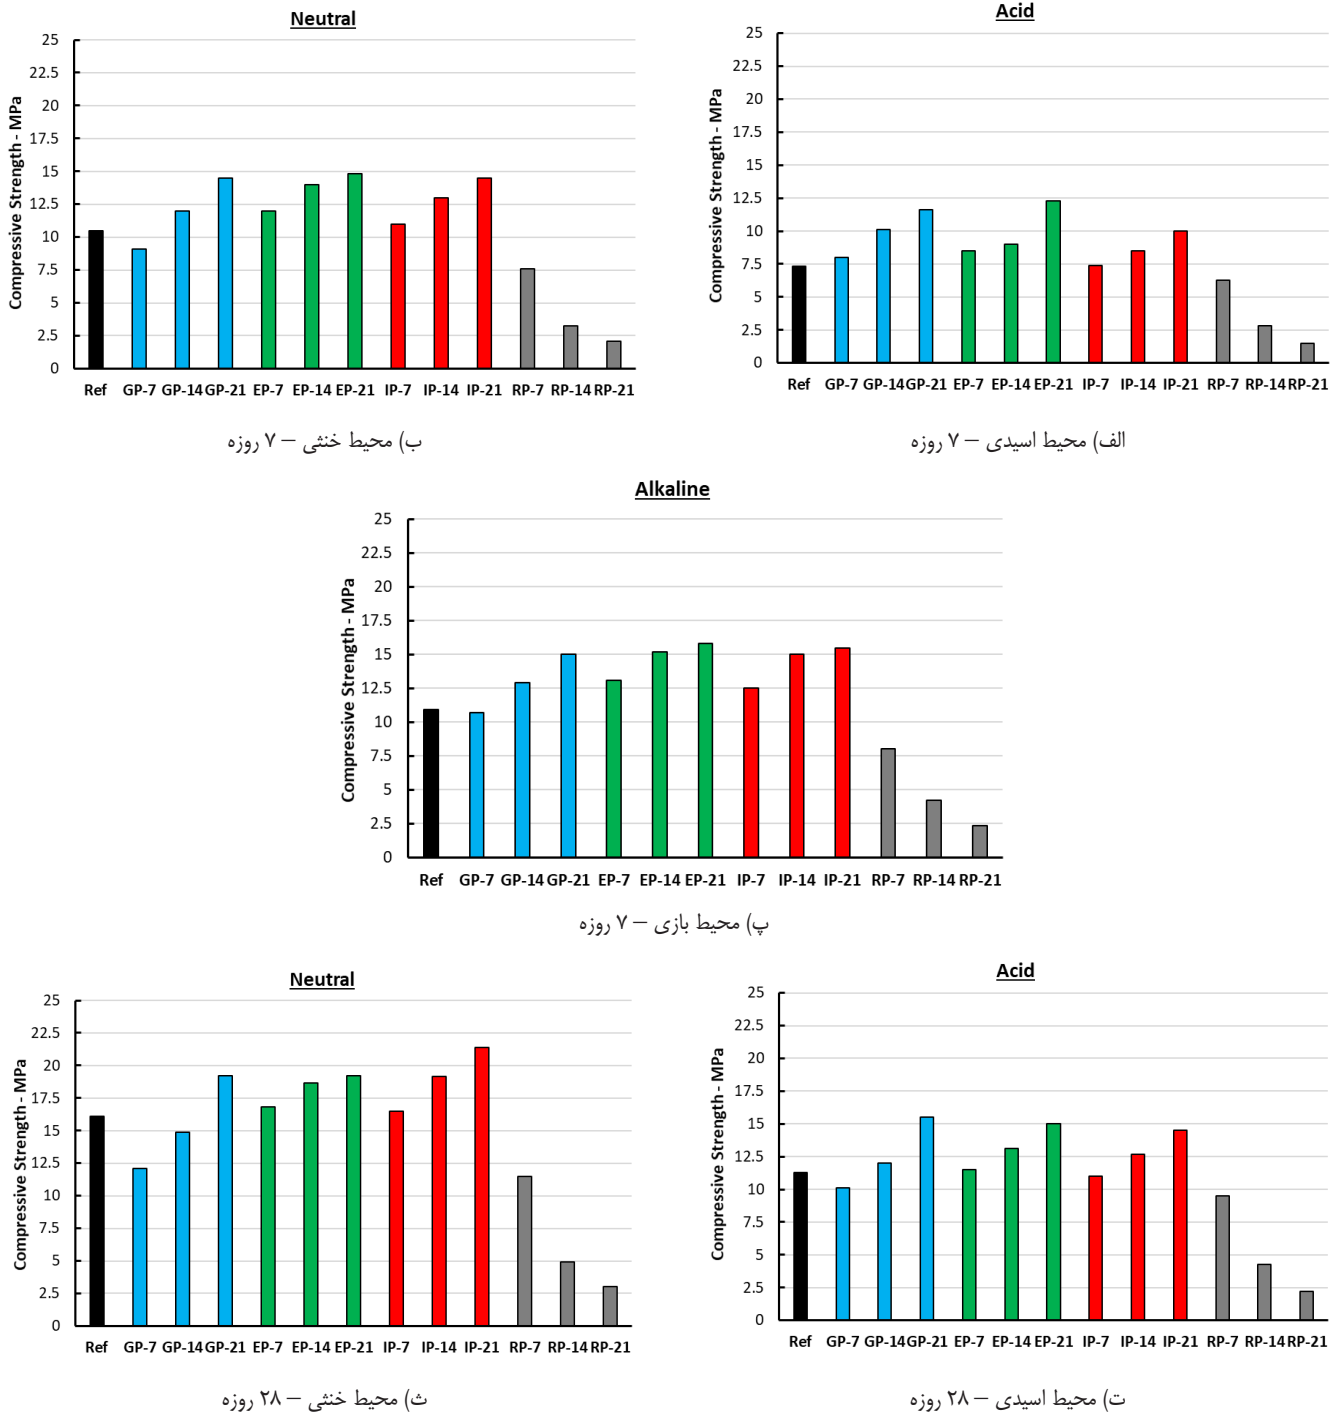 Neutral
Compressive Strength - MPa
25
22.5
20
17.5
15
12.5
10
7.5
5
2.5
0
Ref GP-7 GP-14 GP-21 EP-7 EP-14 EP-21 IP-7 IP-14 IP-21 RP-7 RP-14 RP-21
ب) محیط خنثی – ۷ روزه
Acid
Compressive Strength - MPa
25
22.5
20
17.5
15
12.5
10
7.5
5
2.5
0
Ref GP-7 GP-14 GP-21 EP-7 EP-14 EP-21 IP-7 IP-14 IP-21 RP-7 RP-14 RP-21
الف) محیط اسیدی – ۷ روزه
Alkaline
Compressive Strength - MPa
25
22.5
20
17.5
15
12.5
10
7.5
5
2.5
0
Ref GP-7 GP-14 GP-21 EP-7 EP-14 EP-21 IP-7 IP-14 IP-21 RP-7 RP-14 RP-21
پ) محیط بازی – ۷ روزه
Neutral
Compressive Strength - MPa
25
22.5
20
17.5
15
12.5
10
7.5
5
2.5
0
Ref GP-7 GP-14 GP-21 EP-7 EP-14 EP-21 IP-7 IP-14 IP-21 RP-7 RP-14 RP-21
ث) محیط خنثی – ۲۸ روزه
Acid
Compressive Strength - MPa
25
22.5
20
17.5
15
12.5
10
7.5
5
2.5
0
Ref GP-7 GP-14 GP-21 EP-7 EP-14 EP-21 IP-7 IP-14 IP-21 RP-7 RP-14 RP-21
ت) محیط اسیدی – ۲۸ روزه